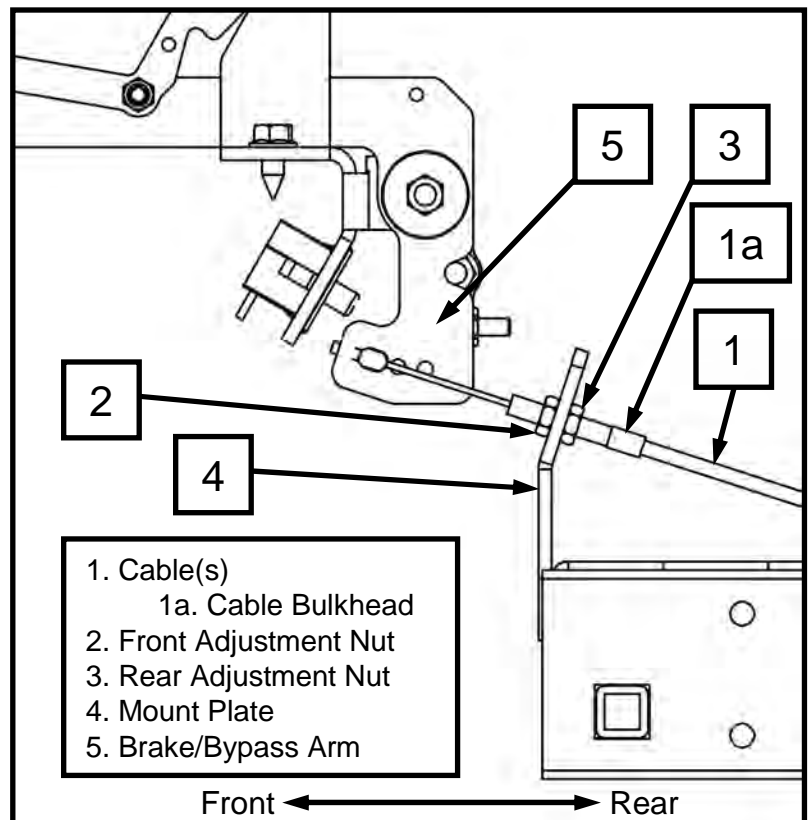 5
3
1a
1
2
4
1. Cable(s)
1a. Cable Bulkhead
2. Front Adjustment Nut
3. Rear Adjustment Nut
4. Mount Plate
5. Brake/Bypass Arm
Front Rear